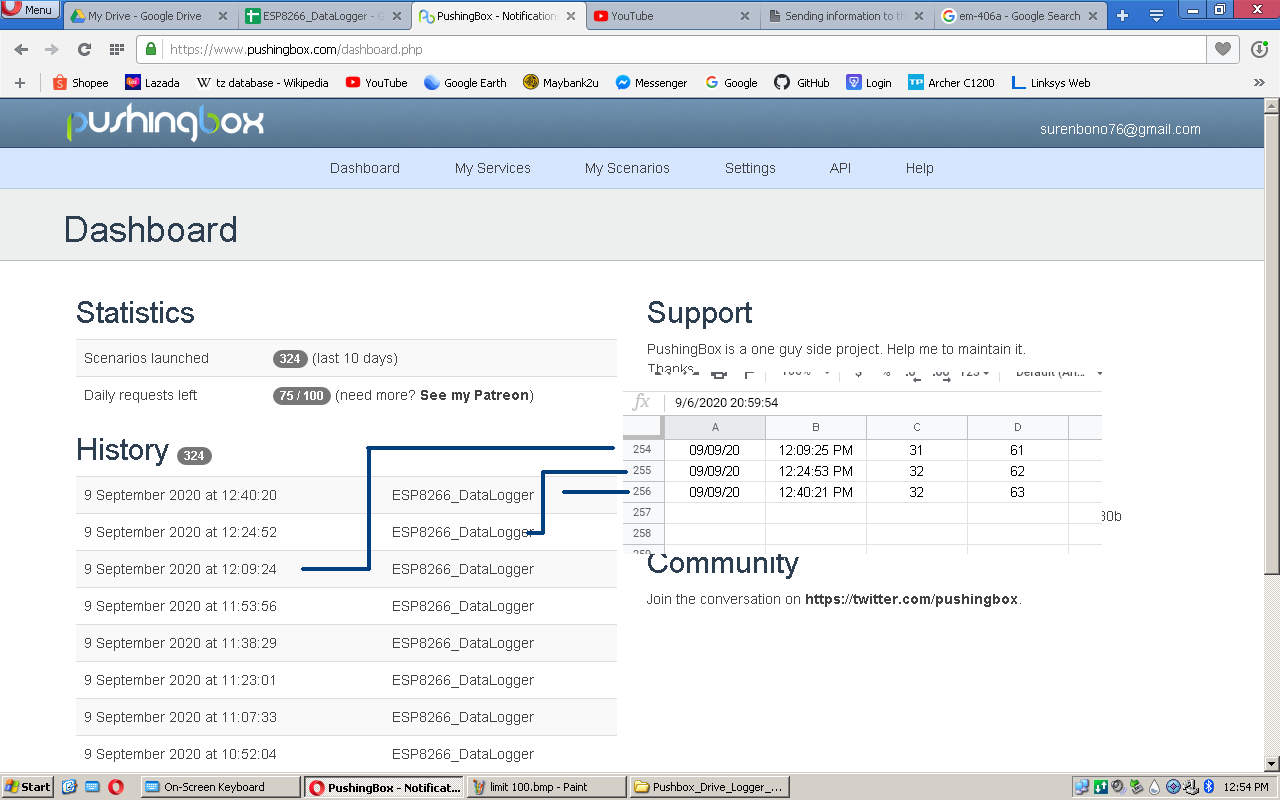 Menu
My Drive - Google Drive
ESP8266_DataLogger - G
PushingBox - Notification
YouTube
Sending information to th
em-406a - Google Search
https://www.pushingbox.com/dashboard.php
Shopee
Lazada
tz database - Wikipedia
YouTube
Google Earth
Maybank2u
Messenger
Google
GitHub
Login
Archer C1200
Linksys Web
pushingbox
surenbono76@gmail.com
Dashboard My Services My Scenarios Settings API Help
Dashboard
Statistics
Scenarios launched 324 (last 10 days)
Daily requests left 75 / 100 (need more? See my Patreon)
History 324
9 September 2020 at 12:40:20 ESP8266_DataLogger
9 September 2020 at 12:24:52 ESP8266_DataLogger
9 September 2020 at 12:09:24 ESP8266_DataLogger
9 September 2020 at 11:53:56 ESP8266_DataLogger
9 September 2020 at 11:38:29 ESP8266_DataLogger
9 September 2020 at 11:23:01 ESP8266_DataLogger
9 September 2020 at 11:07:33 ESP8266_DataLogger
9 September 2020 at 10:52:04 ESP8266_DataLogger
Support
PushingBox is a one guy side project. Help me to maintain it.
Thanks
fx 9/6/2020 20:59:54
A B C D
254 09/09/20 12:09:25 PM 31 61
255 09/09/20 12:24:53 PM 32 62
256 09/09/20 12:40:21 PM 32 63
257
258
30b
Community
Join the conversation on https://twitter.com/pushingbox.
Start
On-Screen Keyboard
PushingBox - Notificat...
limit 100.bmp - Paint
Pushbox_Drive_Logger_...
12:54 PM